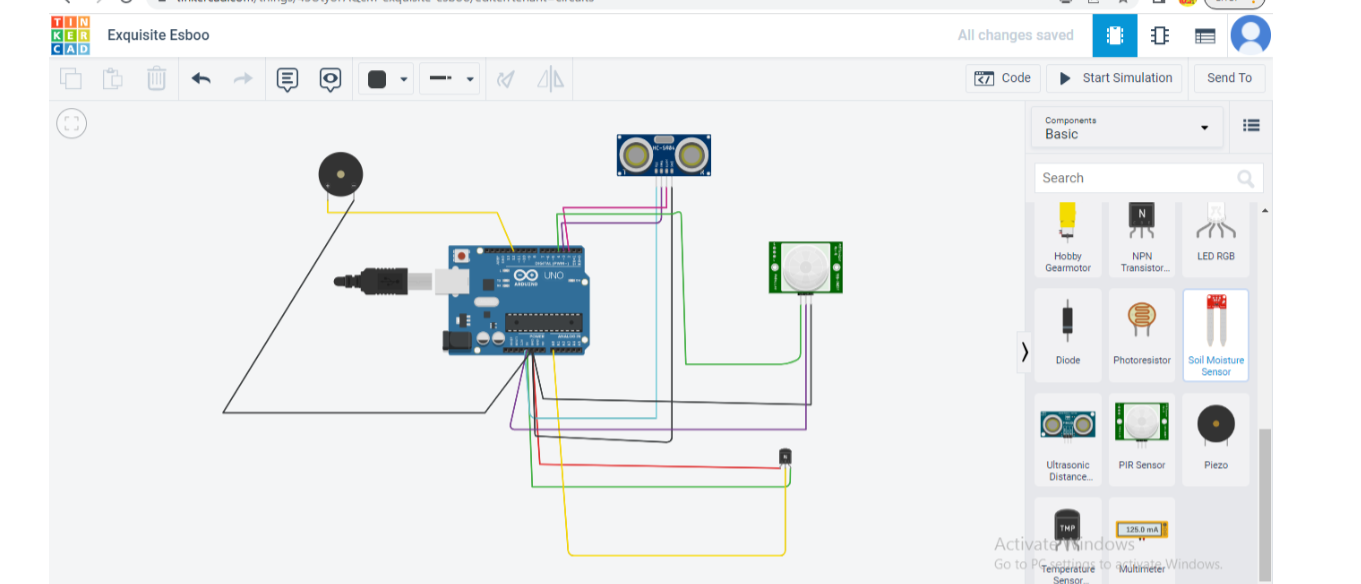 TIN
KER
CAD
Exquisite Esboo
All changes saved
Code
Start Simulation
Send To
Components
Basic
Search
HC-SR04
UNO
ARDUINO
N
Hobby
Gearmotor
NPN
Transistor...
LED RGB
Diode
Photoresistor
Soil Moisture
Sensor
Ultrasonic
Distance...
PIR Sensor
Piezo
TMP
125.0 mA
Temperature
Sensor...
Multimeter
Activate Windows
Go to PC settings to activate Windows.